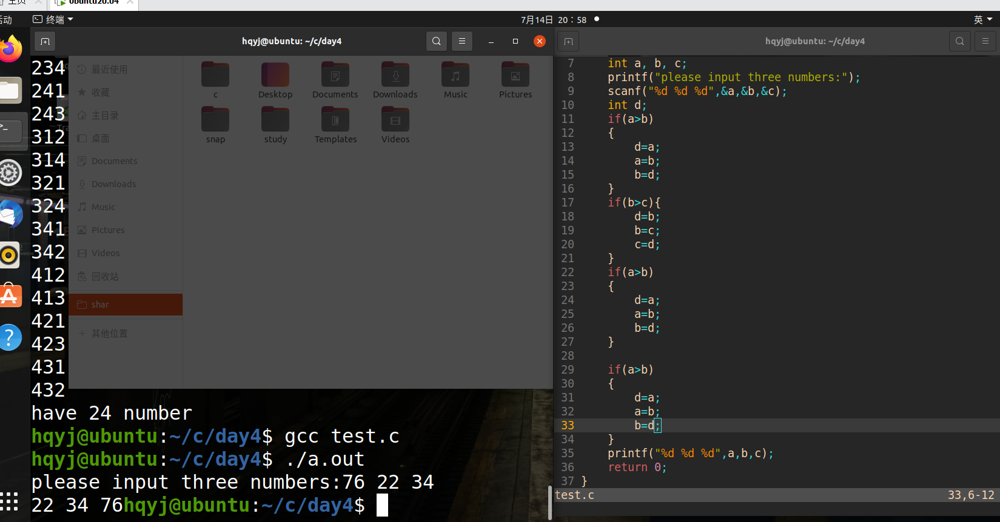 主页
Ubuntu20.04
活动
终端
7月14日 20：58
英
hqyj@ubuntu: ~/c/day4
234
241
243
312
314
321
324
341
342
412
413
421
423
431
432
have 24 number
hqyj@ubuntu:~/c/day4$ gcc test.c
hqyj@ubuntu:~/c/day4$ ./a.out
please input three numbers:76 22 34
22 34 76hqyj@ubuntu:~/c/day4$
最近使用
收藏
主目录
桌面
Documents
Downloads
Music
Pictures
Videos
回收站
shar
其他位置
c
Desktop
Documents
Downloads
Music
Pictures
snap
study
Templates
Videos
hqyj@ubuntu: ~/c/day4
7 int a, b, c;
8 printf("please input three numbers:");
9 scanf("%d %d %d",&a,&b,&c);
10 int d;
11 if(a>b)
12 {
13 d=a;
14 a=b;
15 b=d;
16 }
17 if(b>c){
18 d=b;
19 b=c;
20 c=d;
21 }
22 if(a>b)
23 {
24 d=a;
25 a=b;
26 b=d;
27 }
28
29 if(a>b)
30 {
31 d=a;
32 a=b;
33 b=d;
34 }
35 printf("%d %d %d",a,b,c);
36 return 0;
37 }
test.c 33,6-12